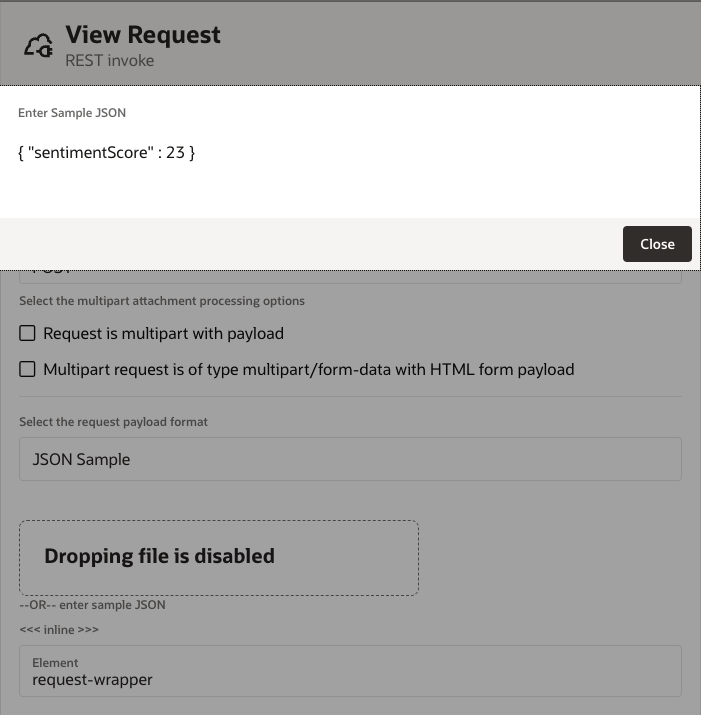 View Request
REST invoke
Enter Sample JSON
{ "sentimentScore" : 23 }
Close
Select the multipart attachment processing options
Request is multipart with payload
Multipart request is of type multipart/form-data with HTML form payload
Select the request payload format
JSON Sample
Dropping file is disabled
--OR-- enter sample JSON
<<< inline >>>
Element
request-wrapper